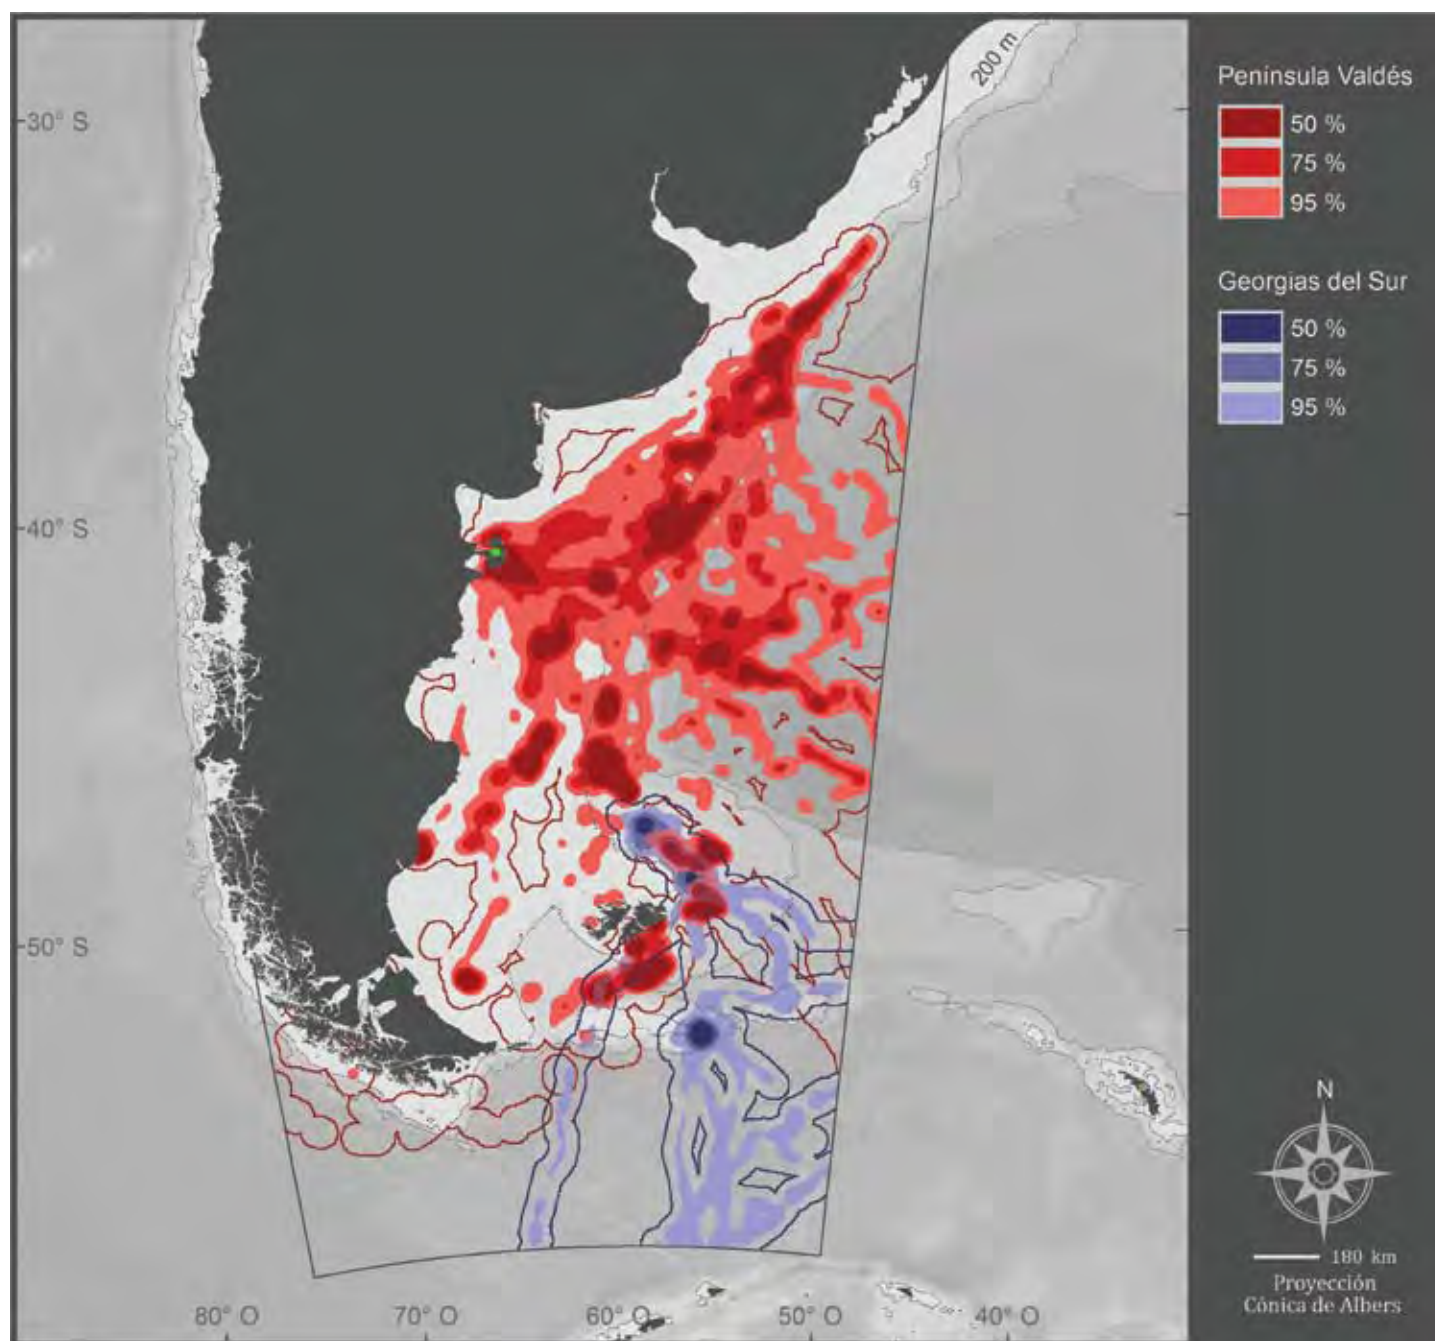 200 m
30° S
40° S
50° S
80° O
70° O
60° O
50° O
40° O
Península Valdés
50 %
75 %
95 %
Georgias del Sur
50 %
75 %
95 %
N
180 km
Proyección
Cónica de Albers